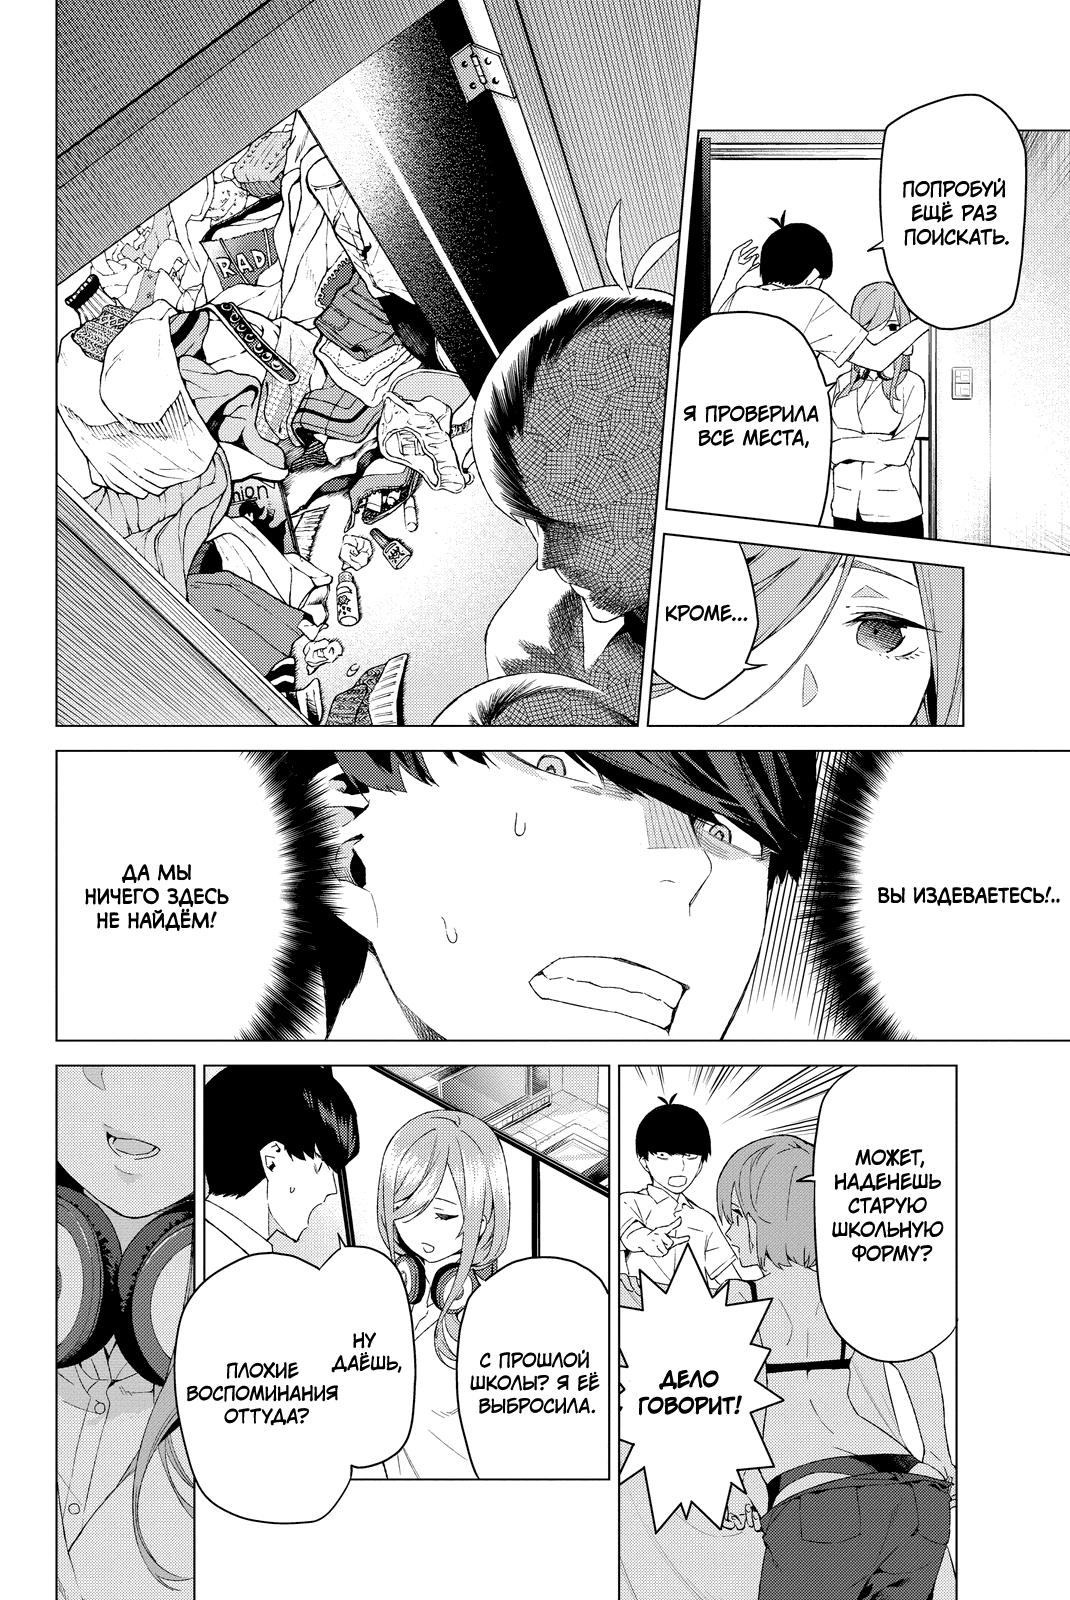 ПОПРОБУЙ
ЕЩЁ РАЗ
ПОИСКАТЬ.
Я ПРОВЕРИЛА
ВСЕ МЕСТА,
КРОМЕ...
RAD
ВЫ ИЗДЕВАЕТЕСЬ!..
ДА МЫ
НИЧЕГО ЗДЕСЬ
НЕ НАЙДЁМ!
МОЖЕТ,
НАДЕНЕШЬ
СТАРУЮ
ШКОЛЬНУЮ
ФОРМУ?
ДЕЛО
ГОВОРИТ!
С ПРОШЛОЙ
ШКОЛЫ? Я ЕЁ
ВЫБРОСИЛА.
НУ
ДАЁШЬ,
ПЛОХИЕ
ВОСПОМИНАНИЯ
ОТТУДА?